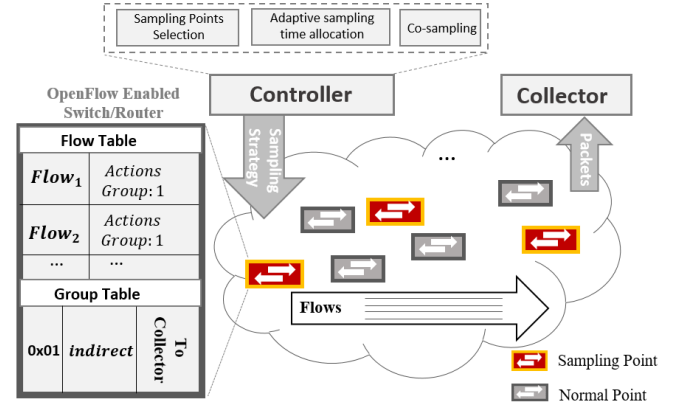 Sampling Points
Selection
Adaptive sampling
time allocation
Co-sampling
OpenFlow Enabled
Switch/Router
Controller
Collector
Sampling
Strategy
Packets
...
Flow Table
Flow₁
Actions
Group: 1
Flow₂
Actions
Group: 1
...
...
Group Table
0x01
indirect
To
Collector
Flows
Sampling Point
Normal Point